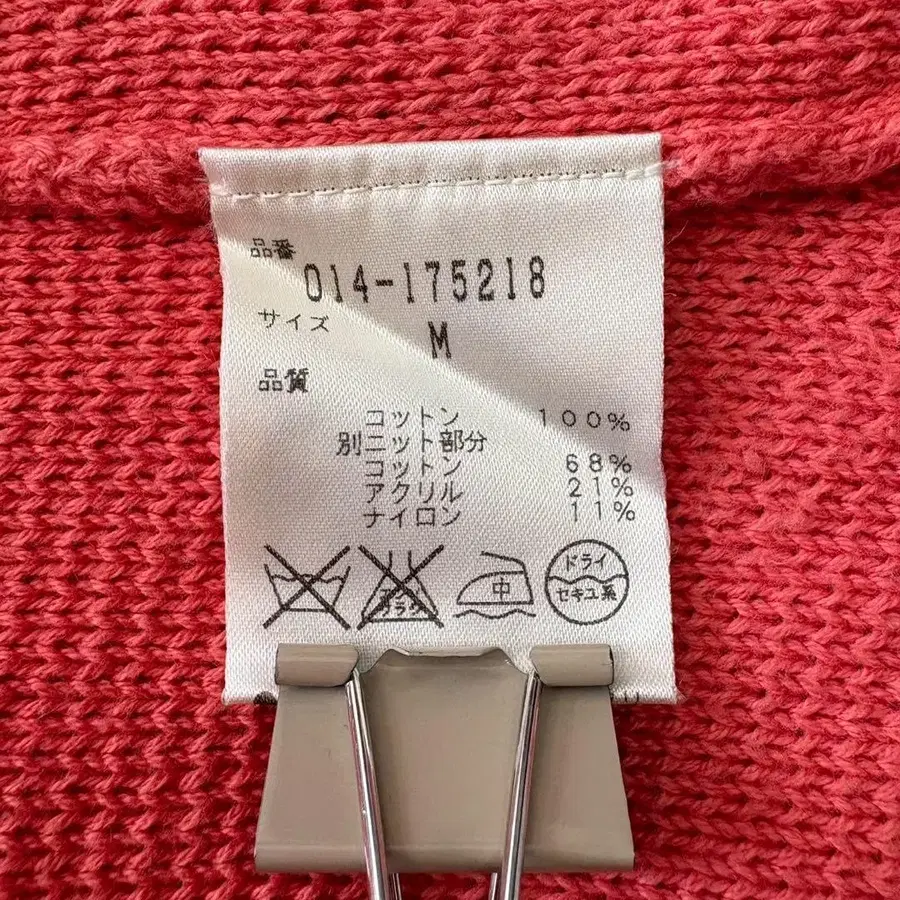 品番
014-175218
サイズ
M
品質
コットン 100%
別ニット部分
コットン 68%
アクリル 21%
ナイロン 11%
中
ドライ
セキユ系